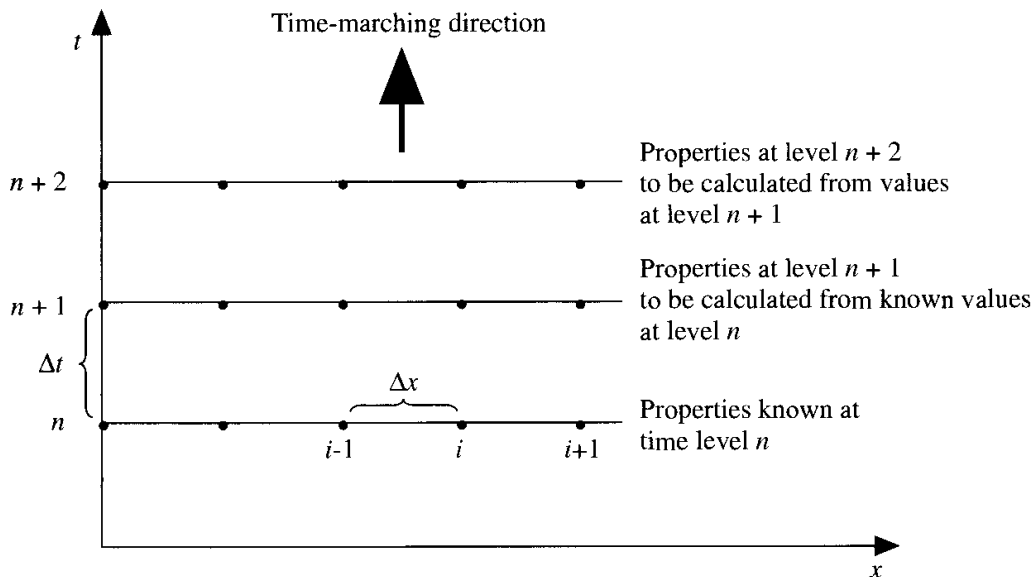 Time-marching direction
t
n + 2
Properties at level n + 2
to be calculated from values
at level n + 1
n + 1
Properties at level n + 1
to be calculated from known values
at level n
Δt
Δx
n
Properties known at
time level n
i-1
i
i+1
x